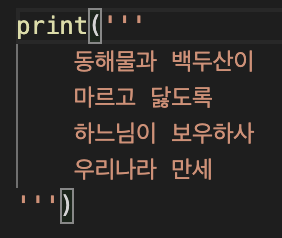 print('''
    동해물과 백두산이
    마르고 닳도록
    하느님이 보우하사
    우리나라 만세
''')